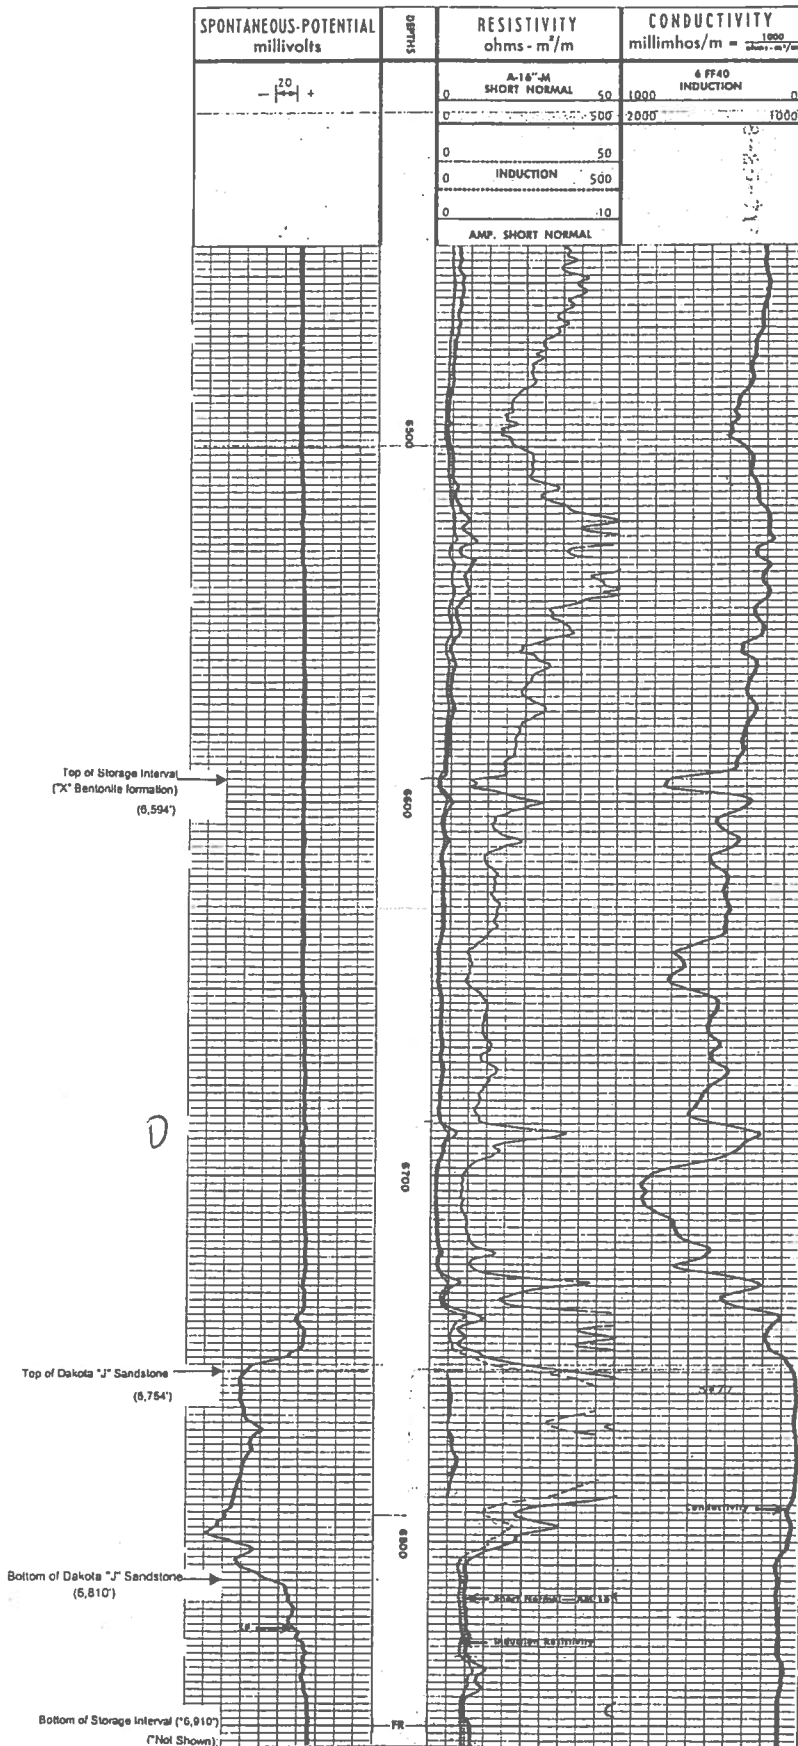 SPONTANEOUS-POTENTIAL
millivolts
DEPTHS
RESISTIVITY
ohms - m²/m
CONDUCTIVITY
millimhos/m = 1000
ohms - m²/m
20
- +
A-16"-M
SHORT NORMAL
0 50
0 500
0 50
INDUCTION
0 500
0 10
AMP. SHORT NORMAL
6 FF40
INDUCTION
1000 0
2000 1000
6500
Top of Storage Interval
("X" Bentonite formation)
(6,594')
6600
D
6700
Top of Dakota "J" Sandstone
(6,754')
Conductivity
6800
Bottom of Dakota "J" Sandstone
(6,810')
Short Normal
Induction Resistivity
Bottom of Storage Interval (*6,910')
(*Not Shown)
FR